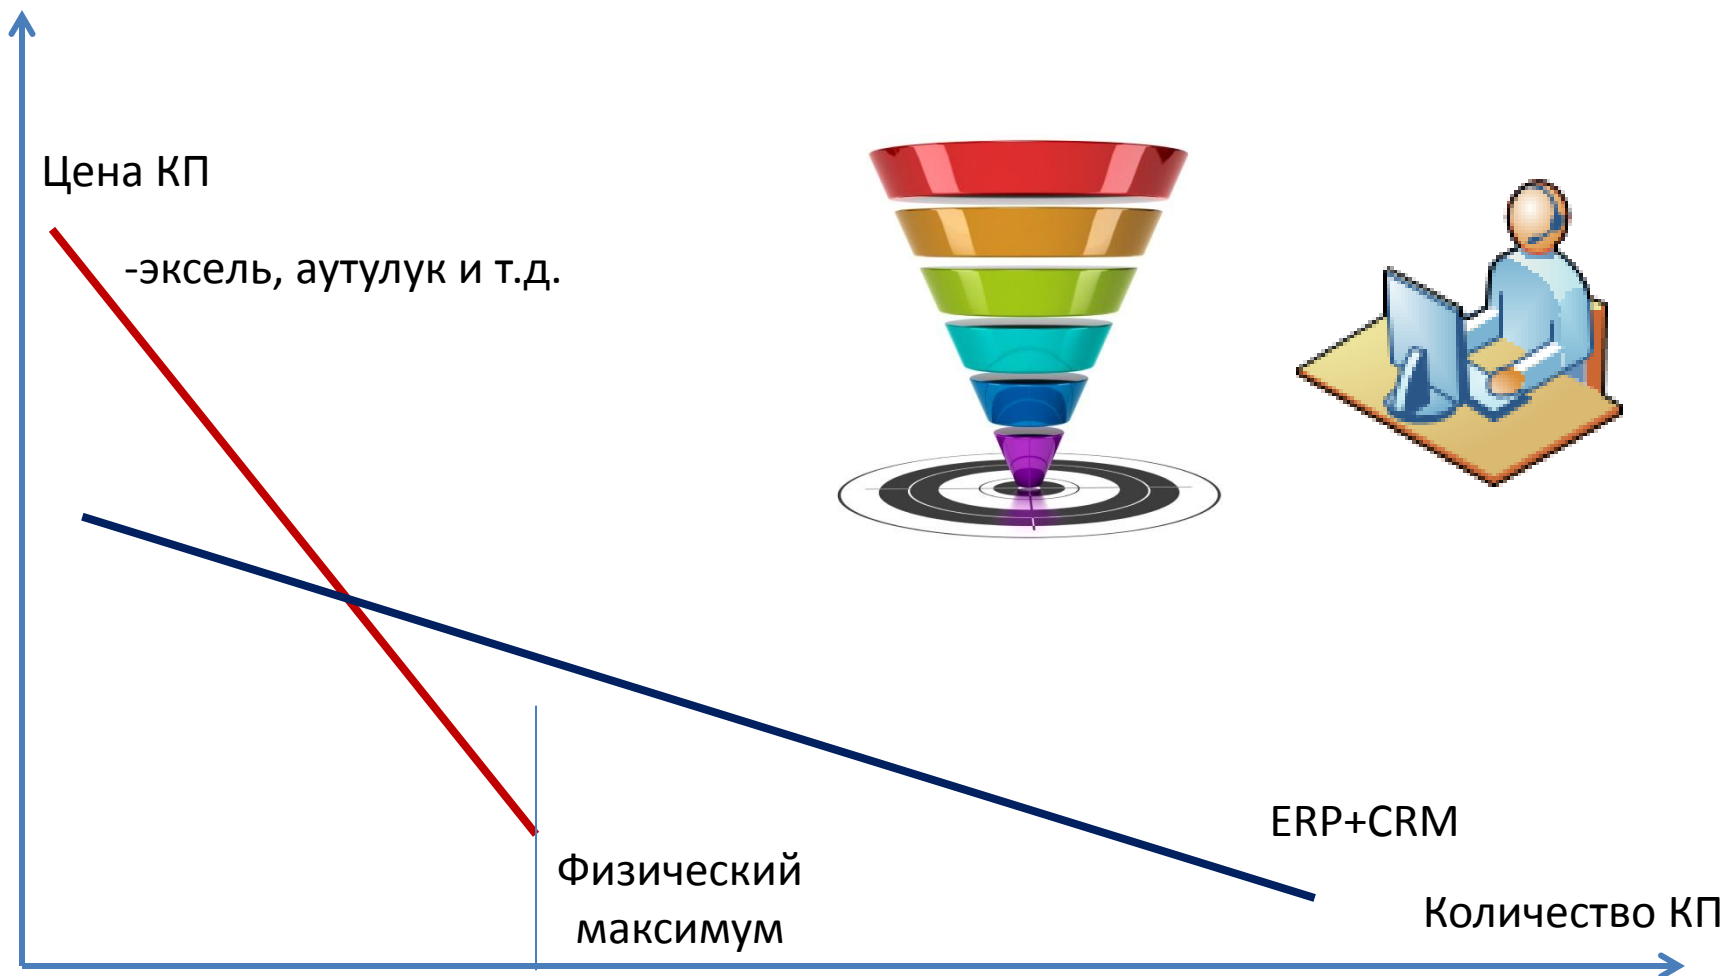 Цена КП
-эксель, аутулук и т.д.
ERP+CRM
Физический
максимум
Количество КП